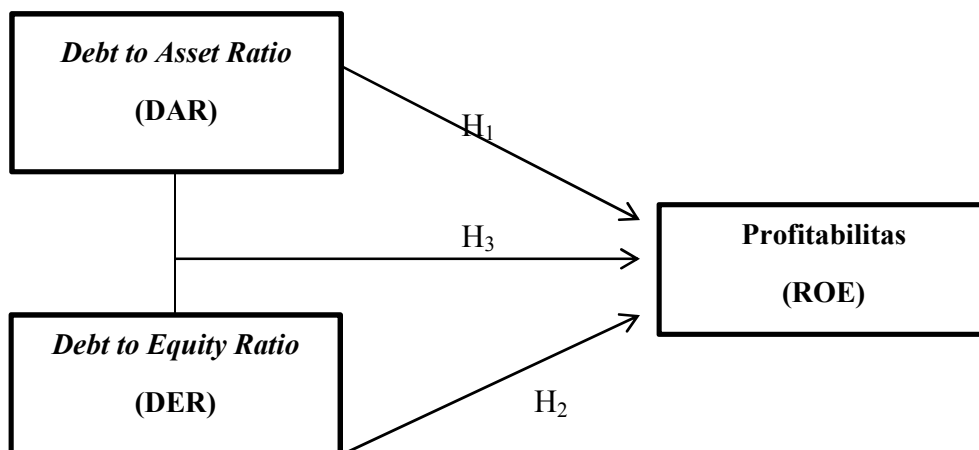 Debt to Asset Ratio
(DAR)
H₁
H₃
Profitabilitas
(ROE)
Debt to Equity Ratio
(DER)
H₂